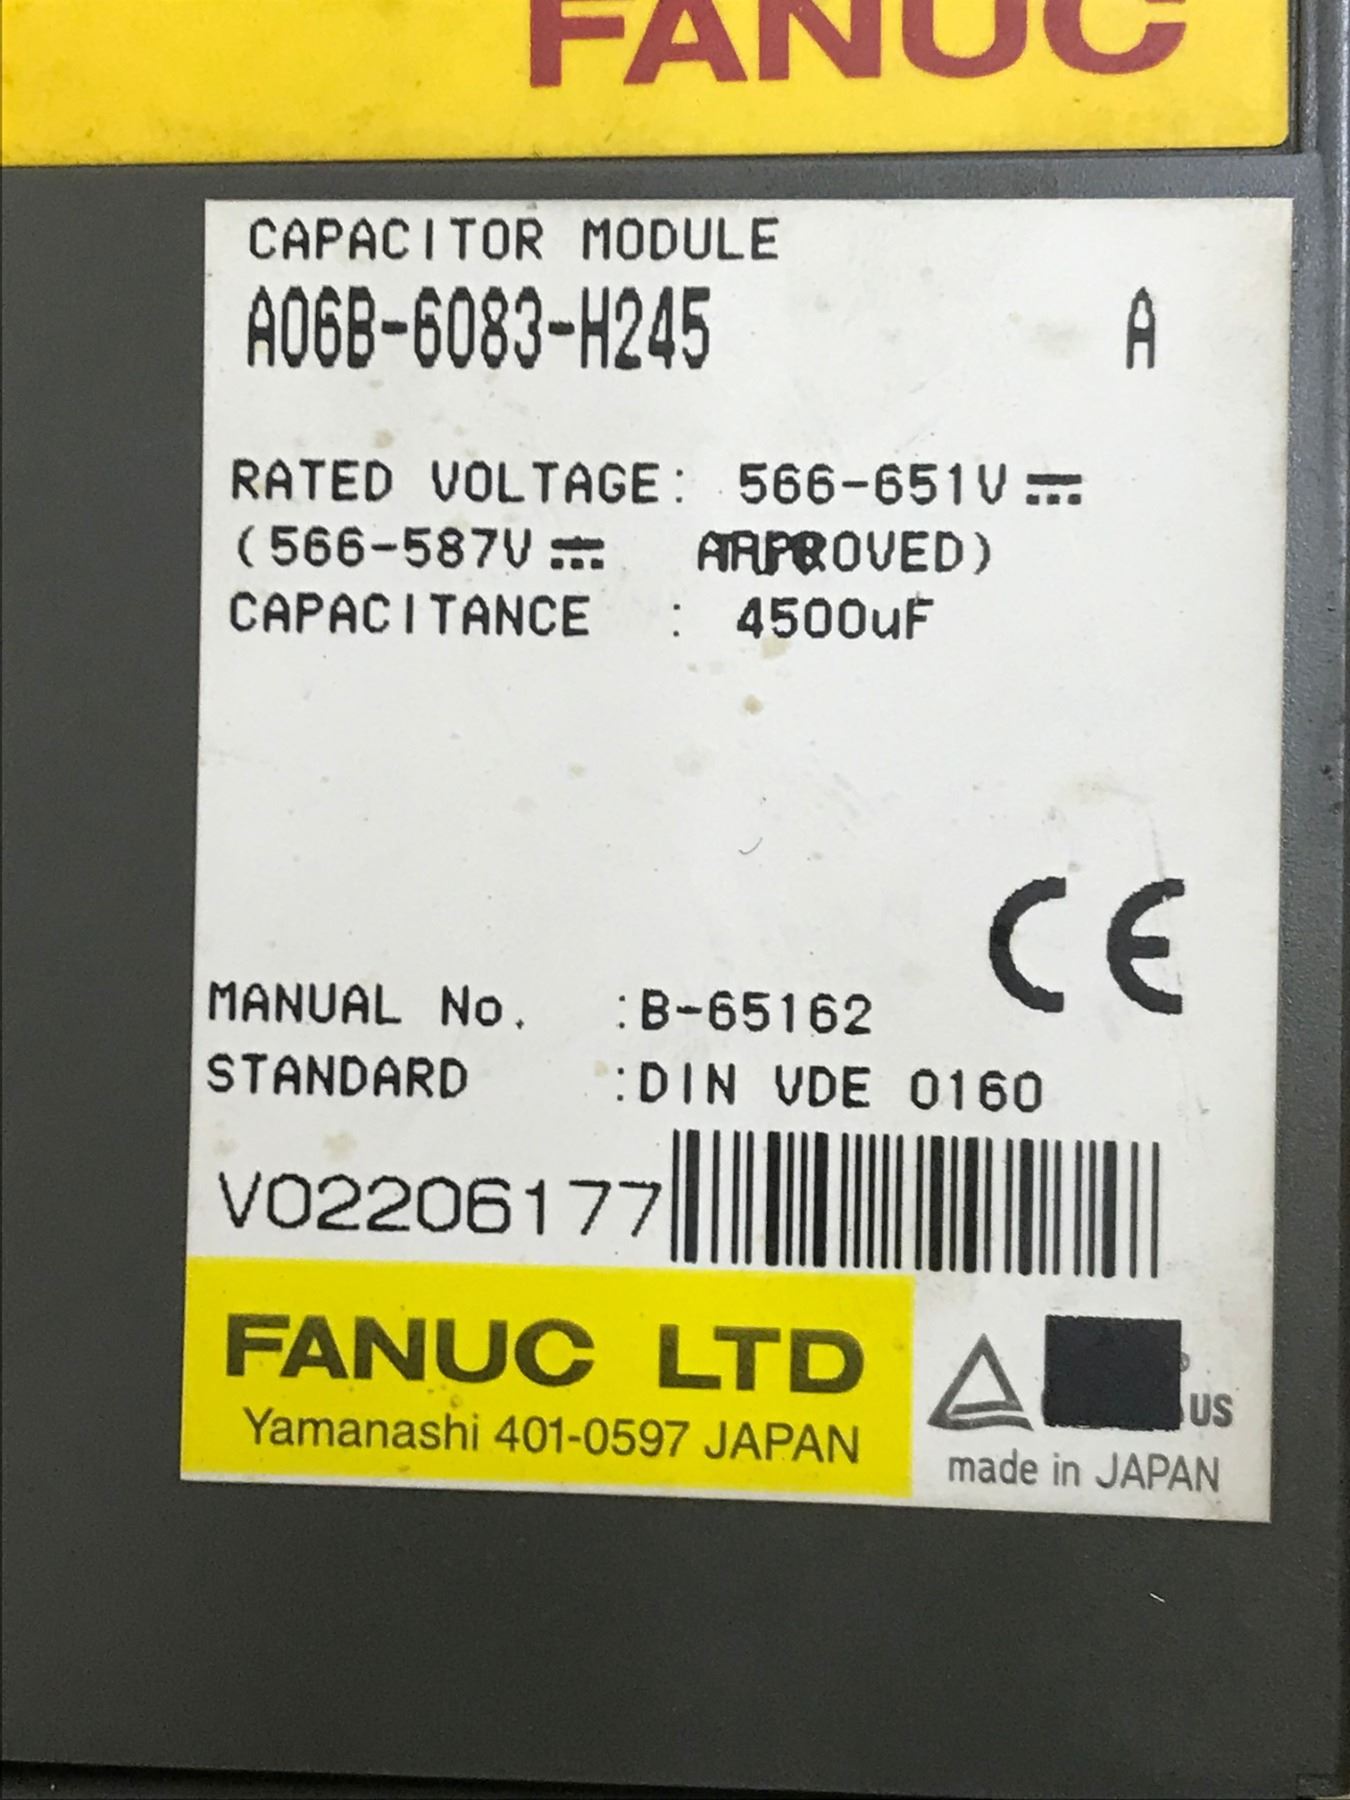 FANUC
CAPACITOR MODULE
A06B-6083-H245 A
RATED VOLTAGE: 566-651V
(566-587V APPROVED)
CAPACITANCE : 4500uF
CE
MANUAL No. :B-65162
STANDARD :DIN VDE 0160
V02206177
FANUC LTD
Yamanashi 401-0597 JAPAN
US
made in JAPAN